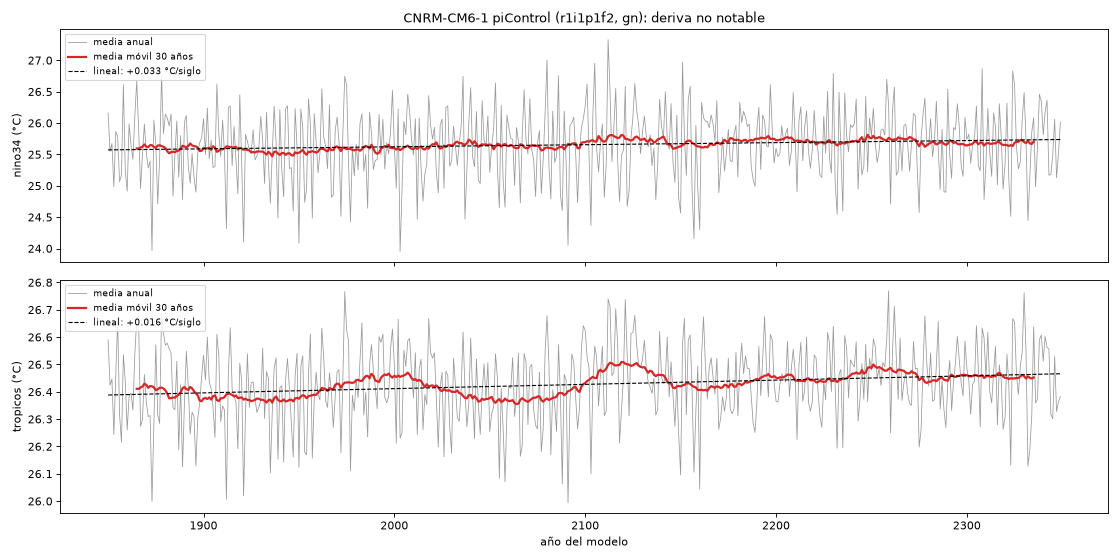 CNRM-CM6-1 piControl (r1i1p1f2, gn): deriva no notable
media anual
media móvil 30 años
lineal: +0.033 °C/siglo
nino34 (°C)
27.0
26.5
26.0
25.5
25.0
24.5
24.0
media anual
media móvil 30 años
lineal: +0.016 °C/siglo
tropicos (°C)
26.8
26.7
26.6
26.5
26.4
26.3
26.2
26.1
26.0
1900 2000 2100 2200 2300
año del modelo